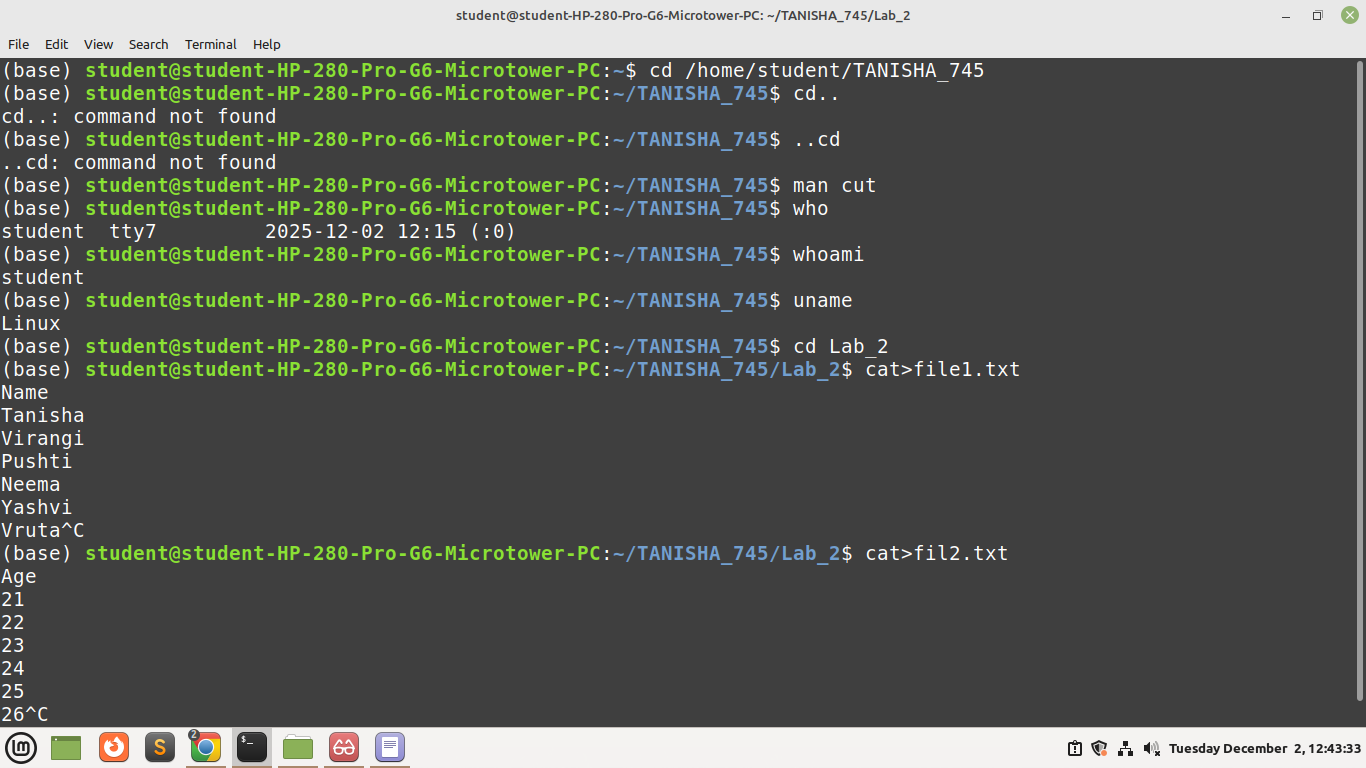 student@student-HP-280-Pro-G6-Microtower-PC: ~/TANISHA_745/Lab_2
File Edit View Search Terminal Help
(base) student@student-HP-280-Pro-G6-Microtower-PC:~$ cd /home/student/TANISHA_745
(base) student@student-HP-280-Pro-G6-Microtower-PC:~/TANISHA_745$ cd..
cd..: command not found
(base) student@student-HP-280-Pro-G6-Microtower-PC:~/TANISHA_745$ ..cd
..cd: command not found
(base) student@student-HP-280-Pro-G6-Microtower-PC:~/TANISHA_745$ man cut
(base) student@student-HP-280-Pro-G6-Microtower-PC:~/TANISHA_745$ who
student  tty7         2025-12-02 12:15 (:0)
(base) student@student-HP-280-Pro-G6-Microtower-PC:~/TANISHA_745$ whoami
student
(base) student@student-HP-280-Pro-G6-Microtower-PC:~/TANISHA_745$ uname
Linux
(base) student@student-HP-280-Pro-G6-Microtower-PC:~/TANISHA_745$ cd Lab_2
(base) student@student-HP-280-Pro-G6-Microtower-PC:~/TANISHA_745/Lab_2$ cat>file1.txt
Name
Tanisha
Virangi
Pushti
Neema
Yashvi
Vruta^C
(base) student@student-HP-280-Pro-G6-Microtower-PC:~/TANISHA_745/Lab_2$ cat>fil2.txt
Age
21
22
23
24
25
26^C
2
Tuesday December 2, 12:43:33